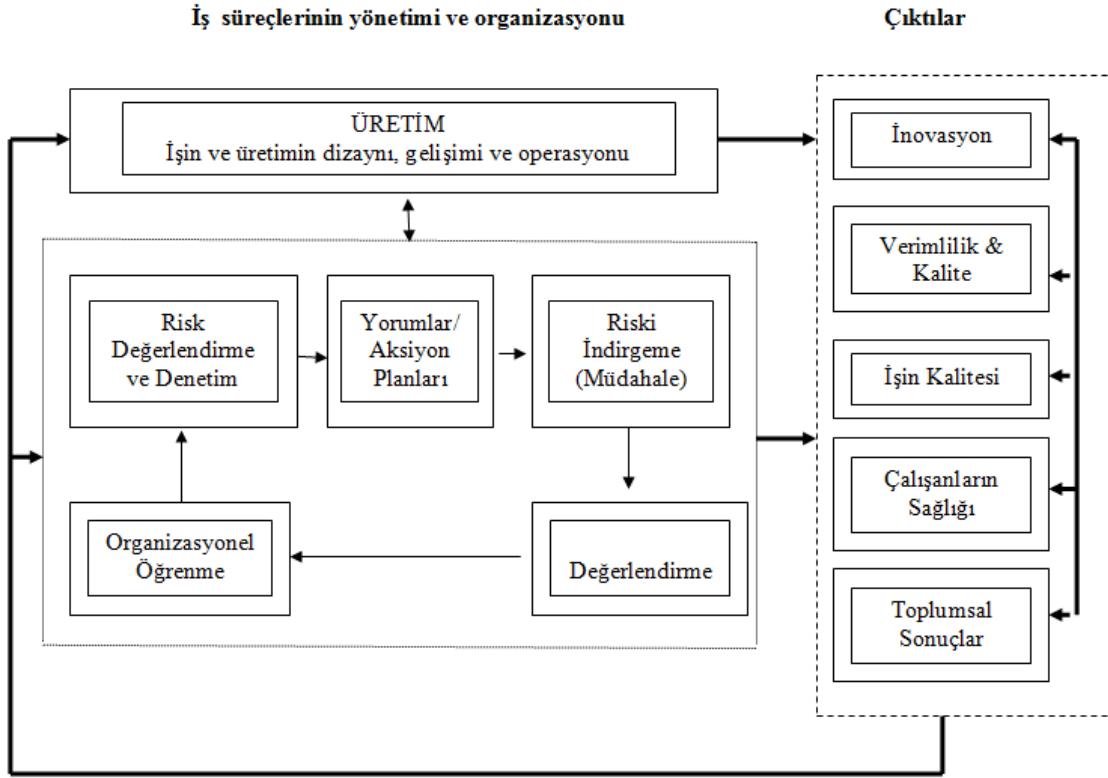 İş süreçlerinin yönetimi ve organizasyonu
Çıktılar
ÜRETİM
İşin ve üretimin dizaynı, gelişimi ve operasyonu
Risk
Değerlendirme
ve Denetim
Yorumlar/
Aksiyon
Planları
Riski
İndirgeme
(Müdahale)
Organizasyonel
Öğrenme
Değerlendirme
İnovasyon
Verimlilik &
Kalite
İşin Kalitesi
Çalışanların
Sağlığı
Toplumsal
Sonuçlar